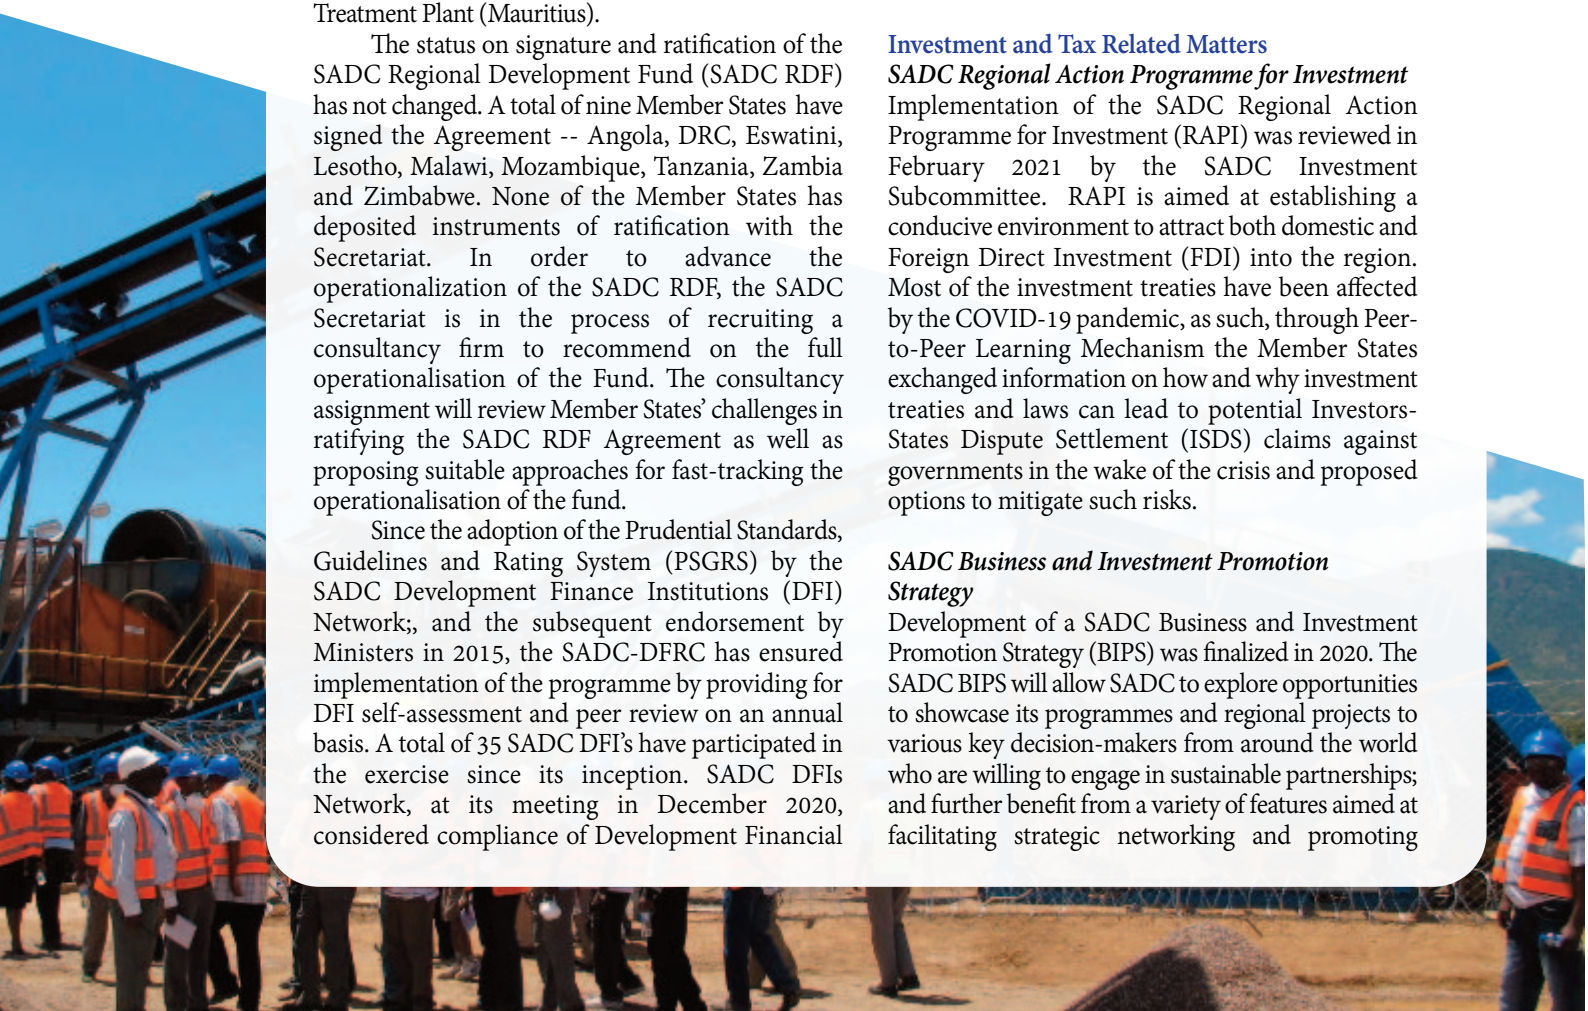 Treatment Plant (Mauritius).
The status on signature and ratification of the
SADC Regional Development Fund (SADC RDF)
has not changed. A total of nine Member States have
signed the Agreement -- Angola, DRC, Eswatini,
Lesotho, Malawi, Mozambique, Tanzania, Zambia
and Zimbabwe. None of the Member States has
deposited instruments of ratification with the
Secretariat. In order to advance the
operationalization of the SADC RDF, the SADC
Secretariat is in the process of recruiting a
consultancy firm to recommend on the full
operationalisation of the Fund. The consultancy
assignment will review Member States’ challenges in
ratifying the SADC RDF Agreement as well as
proposing suitable approaches for fast-tracking the
operationalisation of the fund.
Since the adoption of the Prudential Standards,
Guidelines and Rating System (PSGRS) by the
SADC Development Finance Institutions (DFI)
Network;, and the subsequent endorsement by
Ministers in 2015, the SADC-DFRC has ensured
implementation of the programme by providing for
DFI self-assessment and peer review on an annual
basis. A total of 35 SADC DFI’s have participated in
the exercise since its inception. SADC DFIs
Network, at its meeting in December 2020,
considered compliance of Development Financial
Investment and Tax Related Matters
SADC Regional Action Programme for Investment
Implementation of the SADC Regional Action
Programme for Investment (RAPI) was reviewed in
February 2021 by the SADC Investment
Subcommittee. RAPI is aimed at establishing a
conducive environment to attract both domestic and
Foreign Direct Investment (FDI) into the region.
Most of the investment treaties have been affected
by the COVID-19 pandemic, as such, through Peer-
to-Peer Learning Mechanism the Member States
exchanged information on how and why investment
treaties and laws can lead to potential Investors-
States Dispute Settlement (ISDS) claims against
governments in the wake of the crisis and proposed
options to mitigate such risks.
SADC Business and Investment Promotion
Strategy
Development of a SADC Business and Investment
Promotion Strategy (BIPS) was finalized in 2020. The
SADC BIPS will allow SADC to explore opportunities
to showcase its programmes and regional projects to
various key decision-makers from around the world
who are willing to engage in sustainable partnerships;
and further benefit from a variety of features aimed at
facilitating strategic networking and promoting